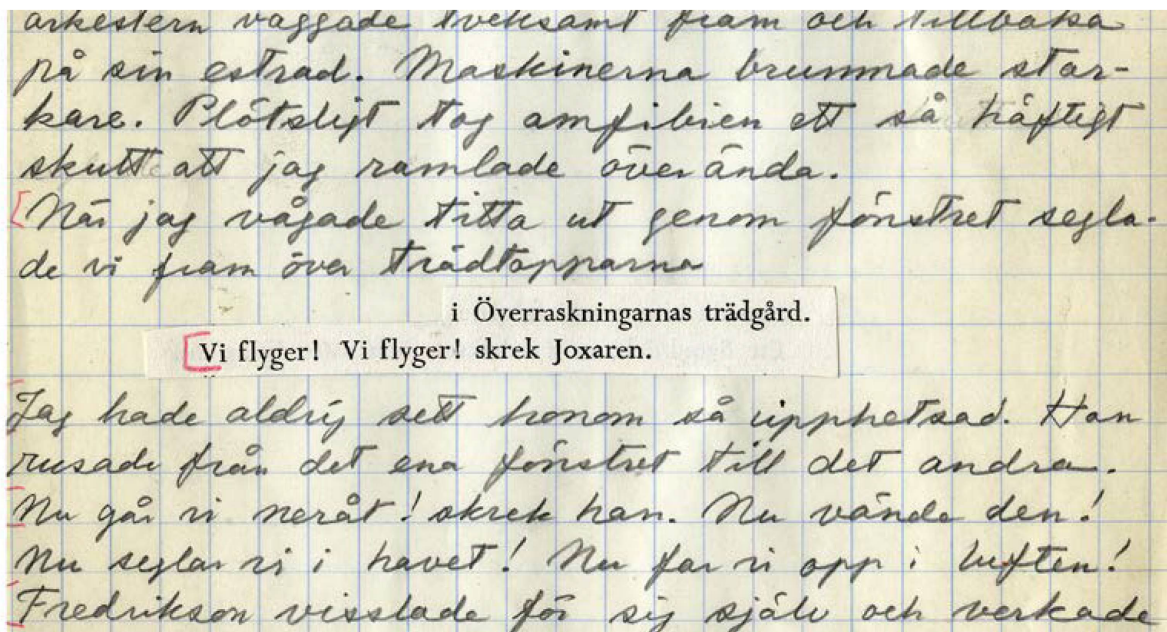 orkestern vaggade tveksamt fram och tillbaka
på sin estrad. Maskinerna brummade star-
kare. Plötsligt tog amfibien ett så häftigt
skutt att jag ramlade över ända.
När jag vågade titta ut genom fönstret segla-
de vi fram över trädtopparna
i Överraskningarnas trädgård.
Vi flyger! Vi flyger! skrek Joxaren.
Jag hade aldrig sett honom så upphetsad. Han
rusade från det ena fönstret till det andra.
Nu går vi neråt! skrek han. Nu vände den!
Nu seglar vi i havet! Nu far vi opp i luften!
Fredrikson visslade för sig själv och verkade